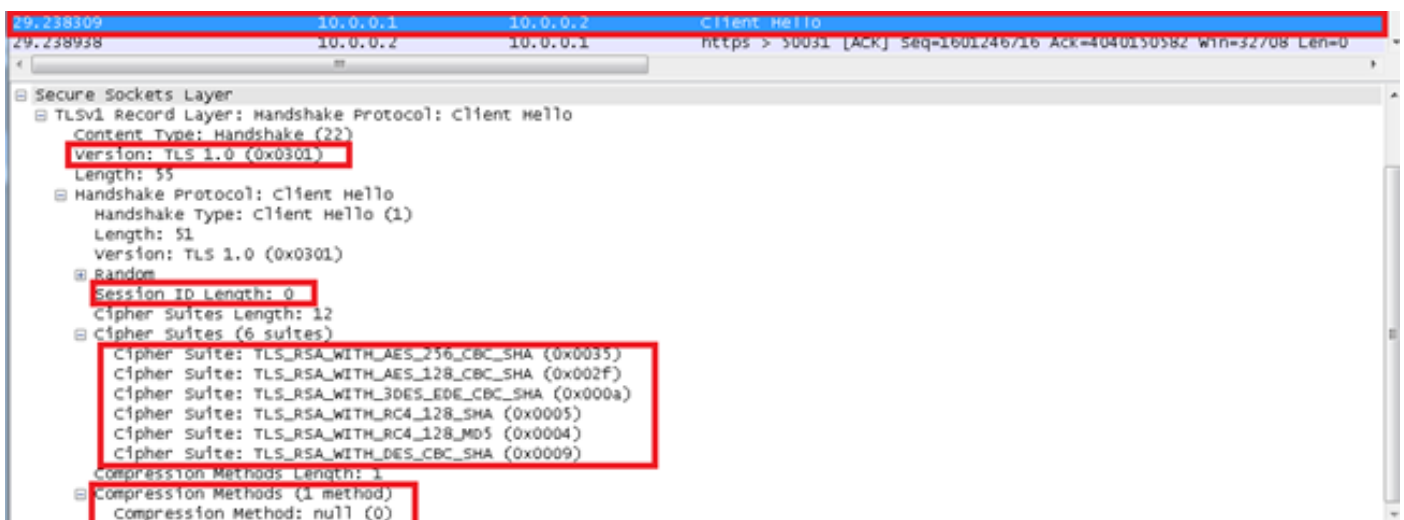 29.238309 10.0.0.1 10.0.0.2 Client Hello
29.238938 10.0.0.2 10.0.0.1 https > 50031 [ACK] Seq=1601246716 Ack=4040150582 Win=32708 Len=0
Secure Sockets Layer
TLSv1 Record Layer: Handshake Protocol: Client Hello
Content Type: Handshake (22)
Version: TLS 1.0 (0x0301)
Length: 55
Handshake Protocol: Client Hello
Handshake Type: Client Hello (1)
Length: 51
Version: TLS 1.0 (0x0301)
Random
Session ID Length: 0
Cipher Suites Length: 12
Cipher Suites (6 suites)
Cipher Suite: TLS_RSA_WITH_AES_256_CBC_SHA (0x0035)
Cipher Suite: TLS_RSA_WITH_AES_128_CBC_SHA (0x002f)
Cipher Suite: TLS_RSA_WITH_3DES_EDE_CBC_SHA (0x000a)
Cipher Suite: TLS_RSA_WITH_RC4_128_SHA (0x0005)
Cipher Suite: TLS_RSA_WITH_RC4_128_MD5 (0x0004)
Cipher Suite: TLS_RSA_WITH_DES_CBC_SHA (0x0009)
Compression Methods Length: 1
Compression Methods (1 method)
Compression Method: null (0)